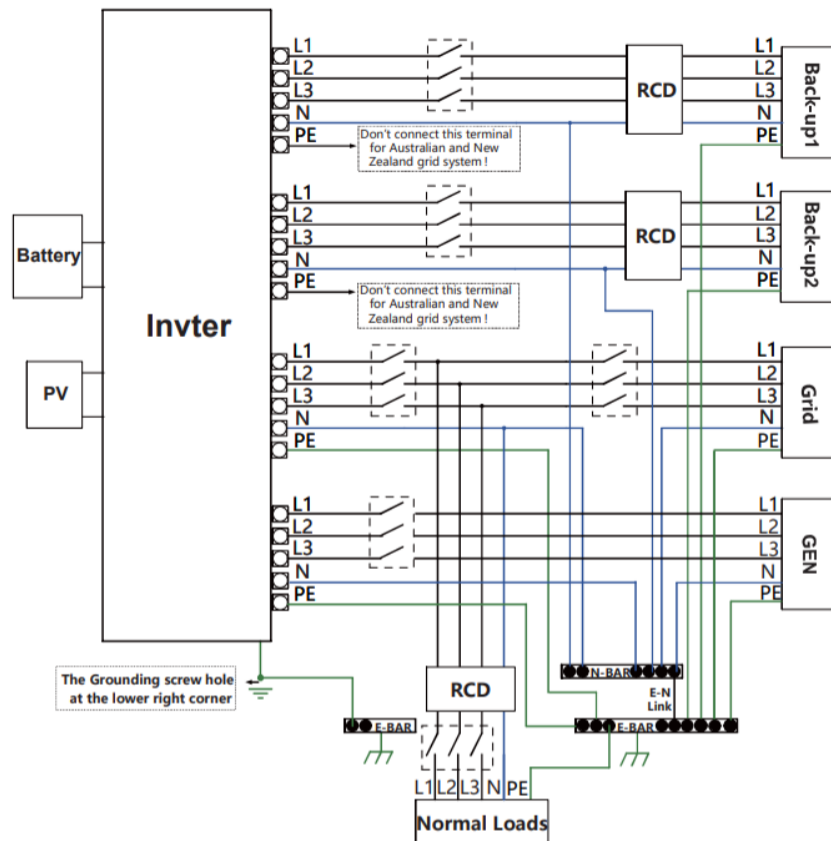 L1
L2
L3
N
PE
Don't connect this terminal
for Australian and New
Zealand grid system !
RCD
L1
L2
L3
N
PE
Back-up1
L1
L2
L3
N
PE
Don't connect this terminal
for Australian and New
Zealand grid system !
RCD
L1
L2
L3
N
PE
Back-up2
Battery
PV
Invter
L1
L2
L3
N
PE
L1
L2
L3
N
PE
Grid
L1
L2
L3
N
PE
L1
L2
L3
N
PE
GEN
The Grounding screw hole
at the lower right corner
E-BAR
RCD
N-BAR
E-N
Link
E-BAR
L1 L2 L3 N PE
Normal Loads